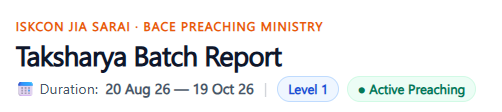 ISKCON JIA SARAI · BACE PREACHING MINISTRY
Taksharya Batch Report
Duration: 20 Aug 26 — 19 Oct 26 | Level 1 ● Active Preaching